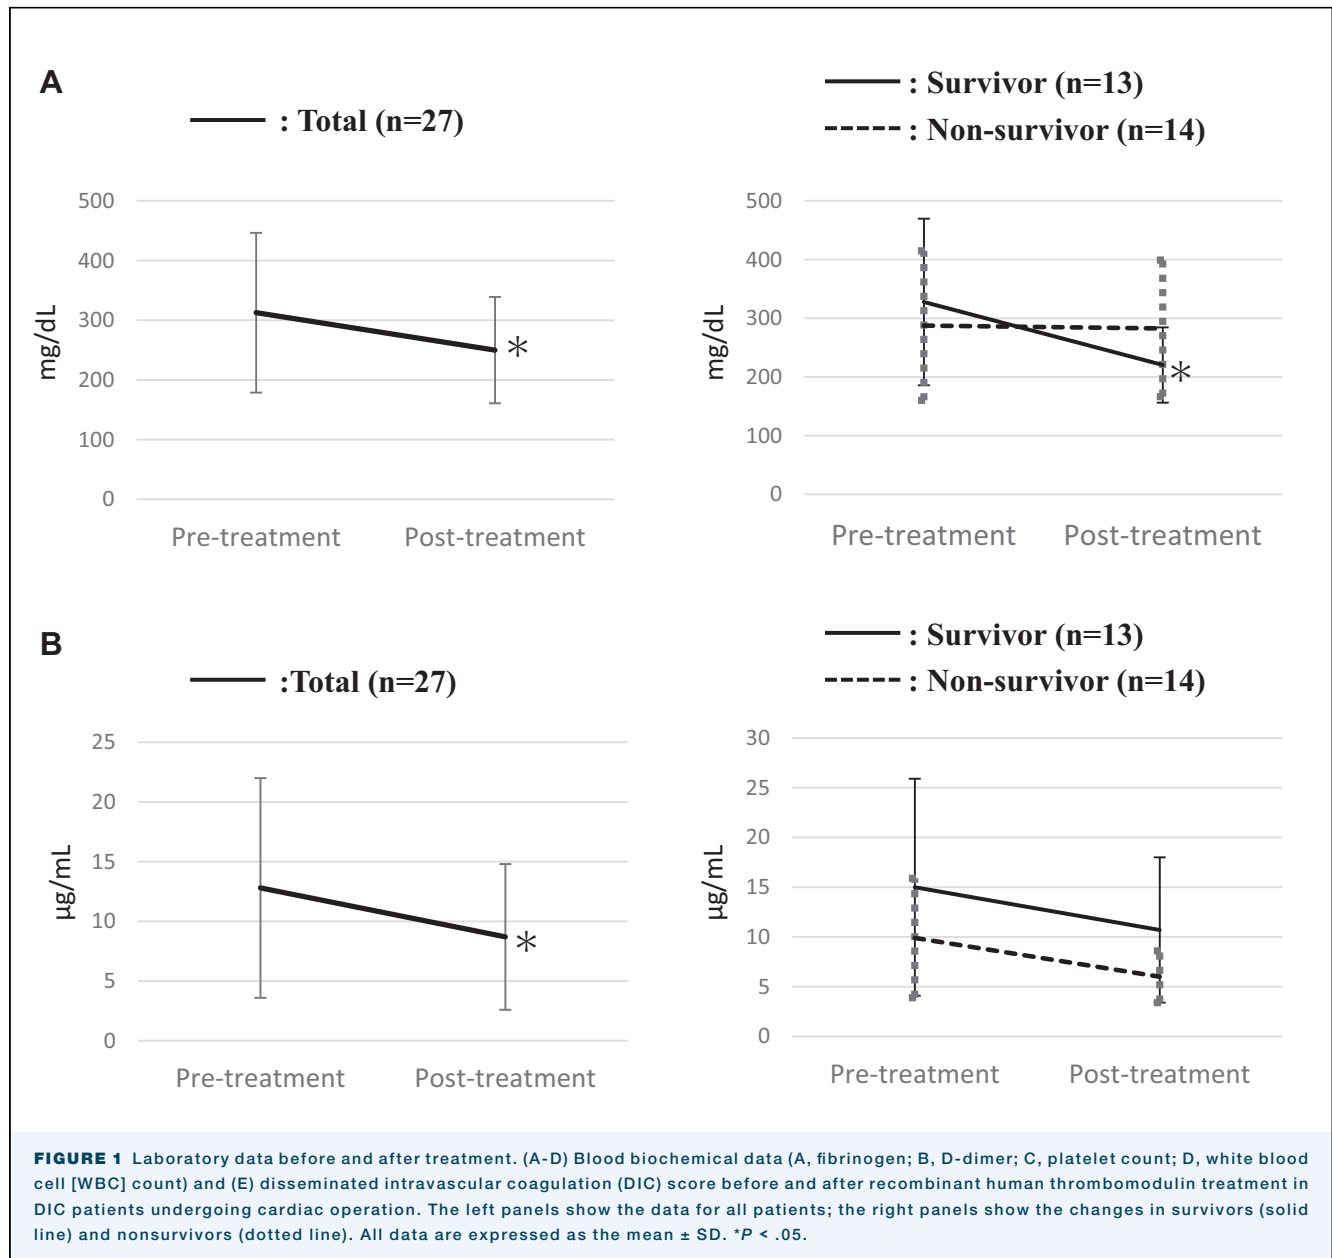 A
: Total (n=27)
: Survivor (n=13)
: Non-survivor (n=14)
mg/dL
500
400
300
200
100
0
*
Pre-treatment
Post-treatment
mg/dL
500
400
300
200
100
0
*
Pre-treatment
Post-treatment
B
:Total (n=27)
: Survivor (n=13)
: Non-survivor (n=14)
µg/mL
25
20
15
10
5
0
*
Pre-treatment
Post-treatment
µg/mL
30
25
20
15
10
5
0
Pre-treatment
Post-treatment
FIGURE 1 Laboratory data before and after treatment. (A-D) Blood biochemical data (A, fibrinogen; B, D-dimer; C, platelet count; D, white blood
cell [WBC] count) and (E) disseminated intravascular coagulation (DIC) score before and after recombinant human thrombomodulin treatment in
DIC patients undergoing cardiac operation. The left panels show the data for all patients; the right panels show the changes in survivors (solid
line) and nonsurvivors (dotted line). All data are expressed as the mean ± SD. *P < .05.